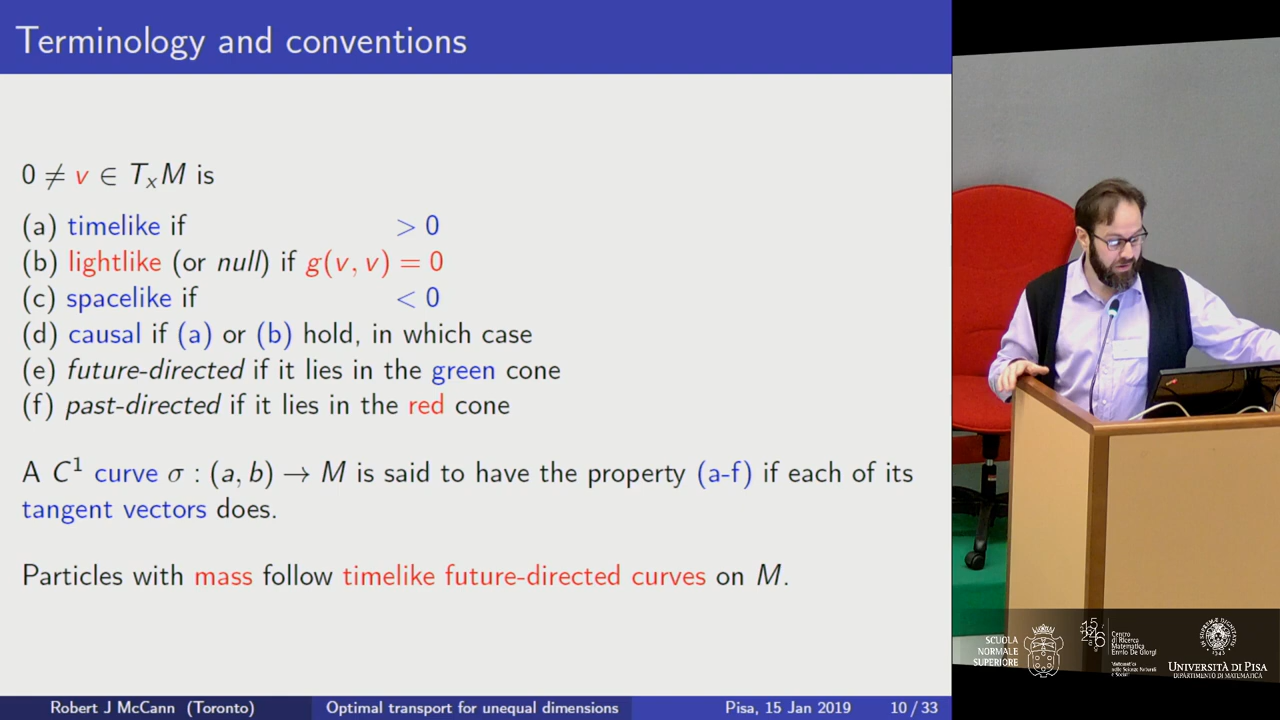 Terminology and conventions
0 ≠ v ∈ TₓM is
(a) timelike if > 0
(b) lightlike (or null) if g(v, v) = 0
(c) spacelike if < 0
(d) causal if (a) or (b) hold, in which case
(e) future-directed if it lies in the green cone
(f) past-directed if it lies in the red cone
A C¹ curve σ : (a, b) → M is said to have the property (a-f) if each of its
tangent vectors does.
Particles with mass follow timelike future-directed curves on M.
SCUOLA
NORMALE
SUPERIORE
Centro
di Ricerca
Matematica
Ennio De Giorgi
UNIVERSITÀ DI PISA
DIPARTIMENTO DI MATEMATICA
Robert J McCann (Toronto) Optimal transport for unequal dimensions Pisa, 15 Jan 2019 10 / 33